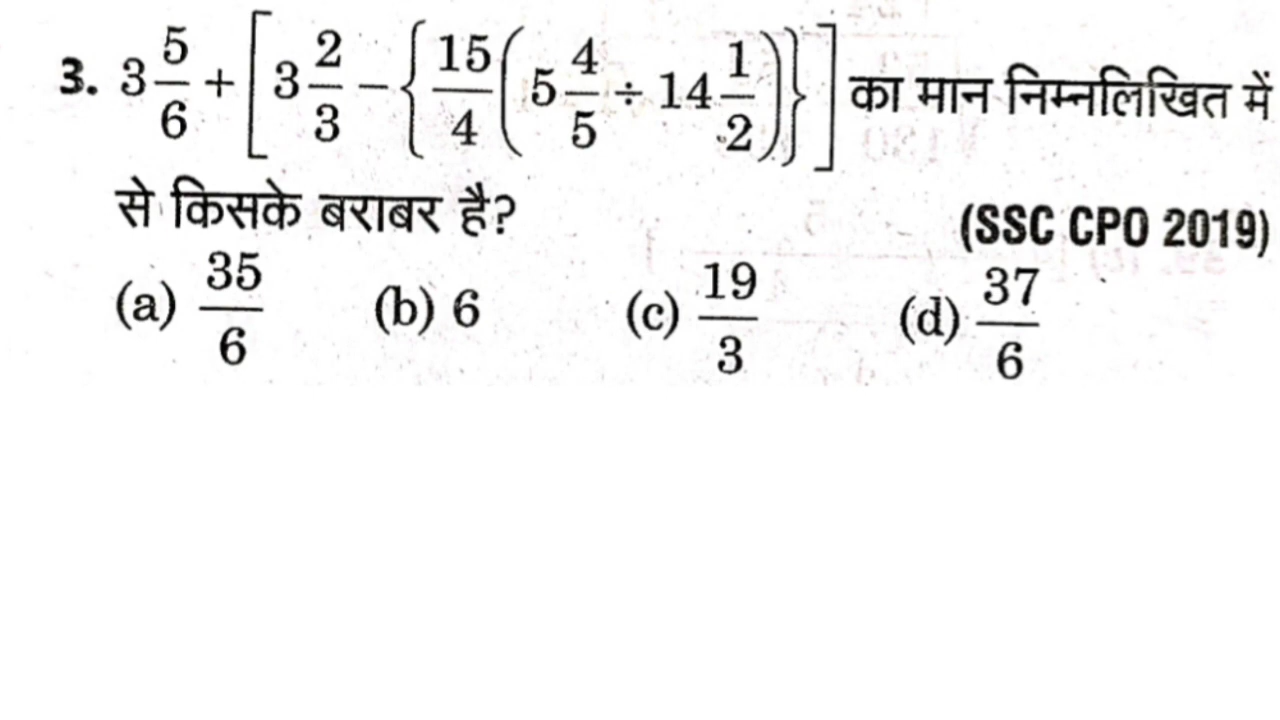 3. 3 5/6 + [3 2/3 − {15/4 (5 4/5 ÷ 14 1/2)}] का मान निम्नलिखित में
से किसके बराबर है?
(SSC CPO 2019)
(a) 35/6 (b) 6 (c) 19/3 (d) 37/6